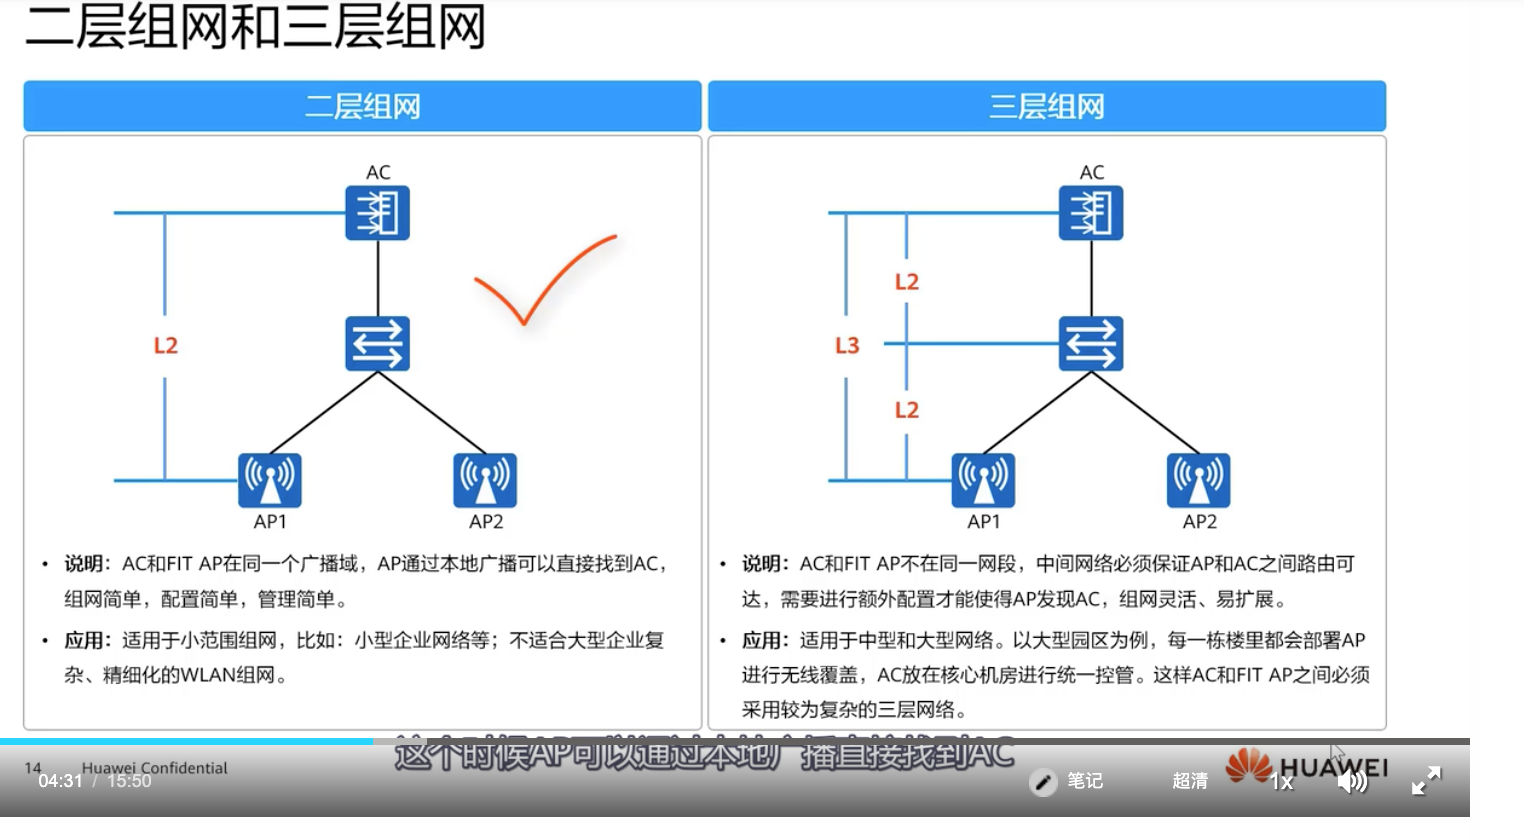 二层组网和三层组网
二层组网
三层组网
AC
L2
AP1
AP2
AC
L2
L3
L2
AP1
AP2
• 说明：AC和FIT AP在同一个广播域，AP通过本地广播可以直接找到AC，
组网简单，配置简单，管理简单。
• 应用：适用于小范围组网，比如：小型企业网络等；不适合大型企业复
杂、精细化的WLAN组网。
• 说明：AC和FIT AP不在同一网段，中间网络必须保证AP和AC之间路由可
达，需要进行额外配置才能使得AP发现AC，组网灵活、易扩展。
• 应用：适用于中型和大型网络。以大型园区为例，每一栋楼里都会部署AP
进行无线覆盖，AC放在核心机房进行统一控管。这样AC和FIT AP之间必须
采用较为复杂的三层网络。
这个时候AP可以通过本地广播直接找到AC
14 Huawei Confidential
HUAWEI
04:31 / 15:50
笔记
超清
1x